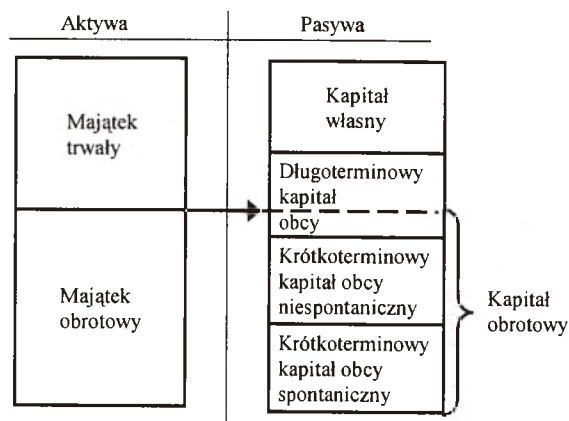 Aktywa
Pasywa
Majątek
trwały
Majątek
obrotowy
Kapitał
własny
Długoterminowy
kapitał
obcy
Krótkoterminowy
kapitał obcy
niespontaniczny
Krótkoterminowy
kapitał obcy
spontaniczny
Kapitał
obrotowy